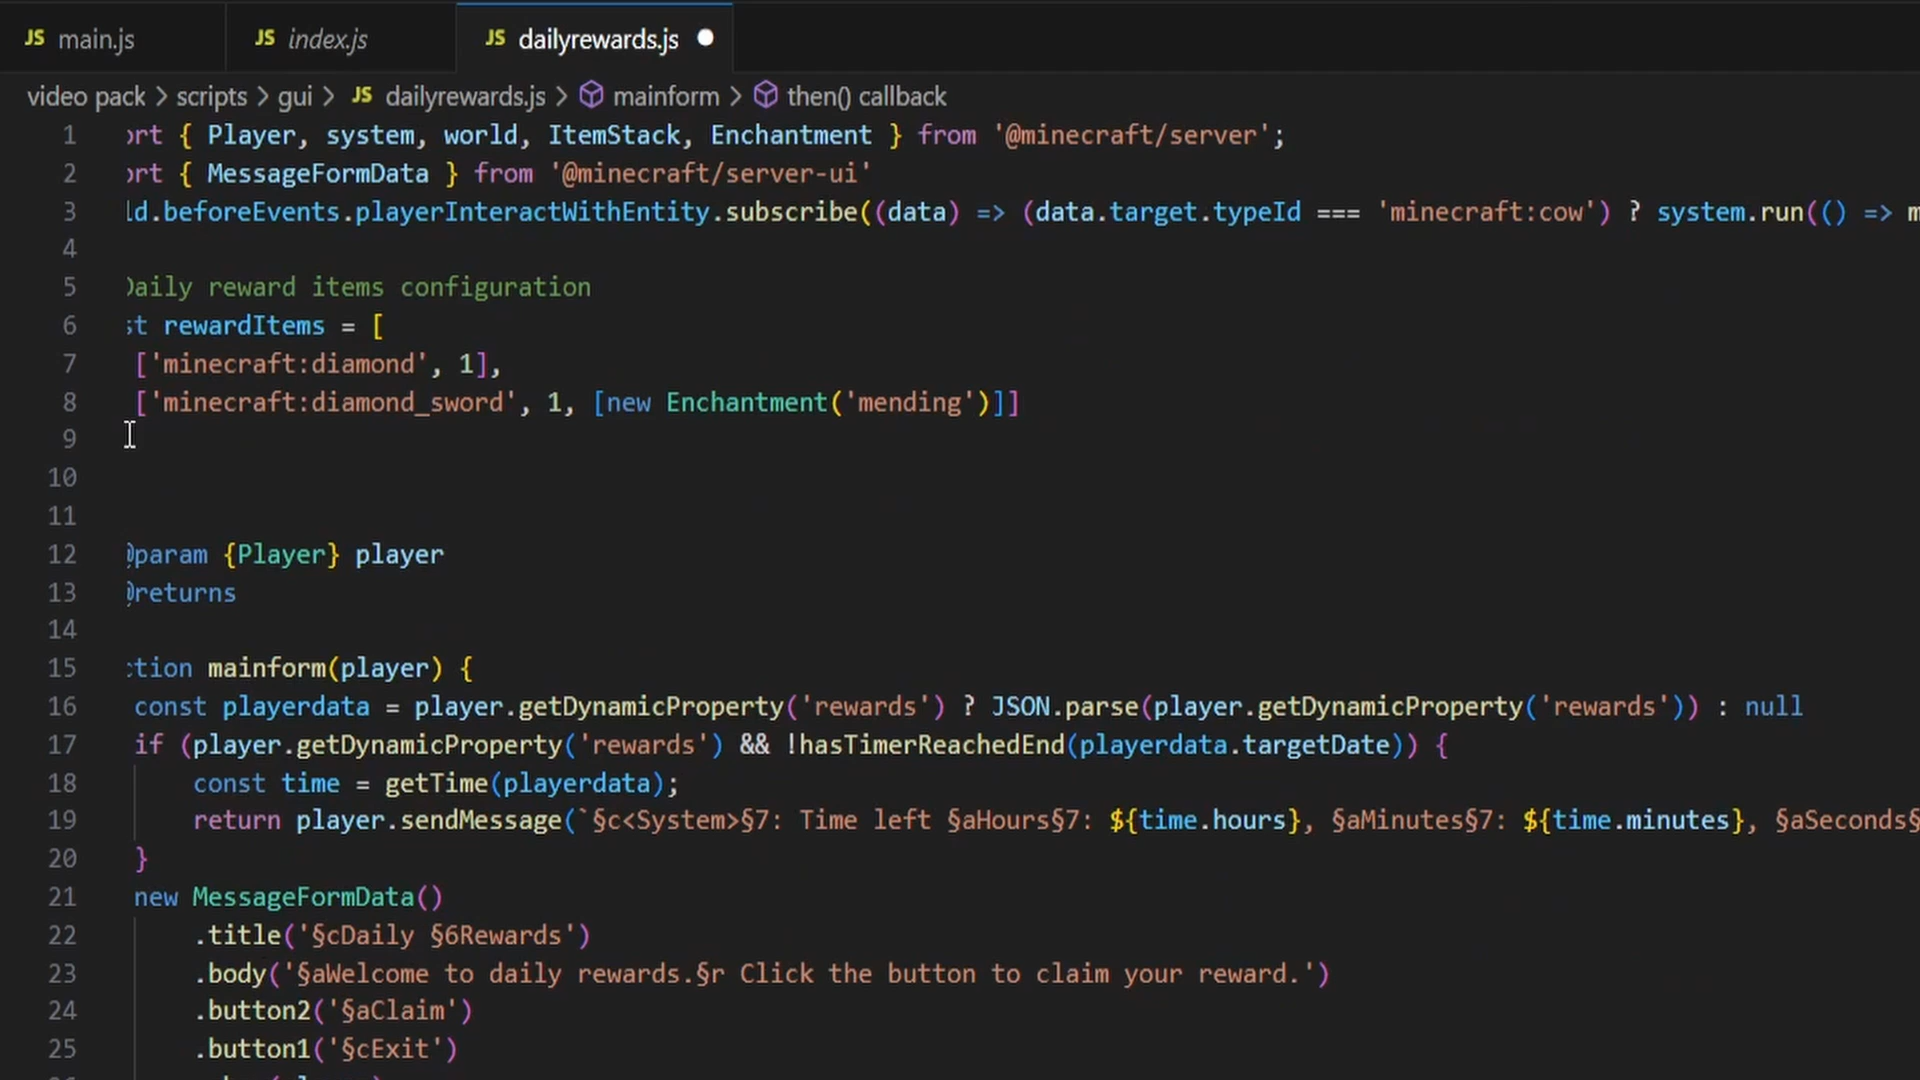 JS main.js
JS index.js
JS dailyrewards.js
video pack > scripts > gui > JS dailyrewards.js > mainform > then() callback
1 ort { Player, system, world, ItemStack, Enchantment } from '@minecraft/server';
2 ort { MessageFormData } from '@minecraft/server-ui'
3 ld.beforeEvents.playerInteractWithEntity.subscribe((data) => (data.target.typeId === 'minecraft:cow') ? system.run(() => m
4
5 Daily reward items configuration
6 st rewardItems = [
7 ['minecraft:diamond', 1],
8 ['minecraft:diamond_sword', 1, [new Enchantment('mending')]]
9
10
11
12 @param {Player} player
13 @returns
14
15 ction mainform(player) {
16 const playerdata = player.getDynamicProperty('rewards') ? JSON.parse(player.getDynamicProperty('rewards')) : null
17 if (player.getDynamicProperty('rewards') && !hasTimerReachedEnd(playerdata.targetDate)) {
18 const time = getTime(playerdata);
19 return player.sendMessage(`§c<System>§7: Time left §aHours§7: ${time.hours}, §aMinutes§7: ${time.minutes}, §aSeconds§
20 }
21 new MessageFormData()
22 .title('§cDaily §6Rewards')
23 .body('§aWelcome to daily rewards.§r Click the button to claim your reward.')
24 .button2('§aClaim')
25 .button1('§cExit')